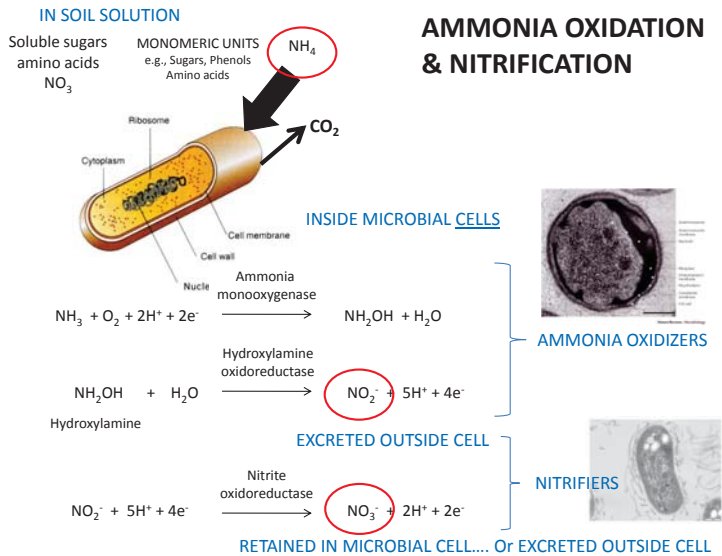 IN SOIL SOLUTION
AMMONIA OXIDATION
& NITRIFICATION
Soluble sugars
amino acids
NO₃
MONOMERIC UNITS
e.g., Sugars, Phenols
Amino acids
NH₄
CO₂
Ribosome
Cytoplasm
Cell membrane
Cell wall
Nucle
INSIDE MICROBIAL CELLS
Ammonia
monooxygenase
NH₃ + O₂ + 2H⁺ + 2e⁻
NH₂OH + H₂O
AMMONIA OXIDIZERS
Hydroxylamine
oxidoreductase
NH₂OH + H₂O
NO₂⁻ + 5H⁺ + 4e⁻
Hydroxylamine
EXCRETED OUTSIDE CELL
NITRIFIERS
Nitrite
oxidoreductase
NO₂⁻ + 5H⁺ + 4e⁻
NO₃⁻ + 2H⁺ + 2e⁻
RETAINED IN MICROBIAL CELL.... Or EXCRETED OUTSIDE CELL